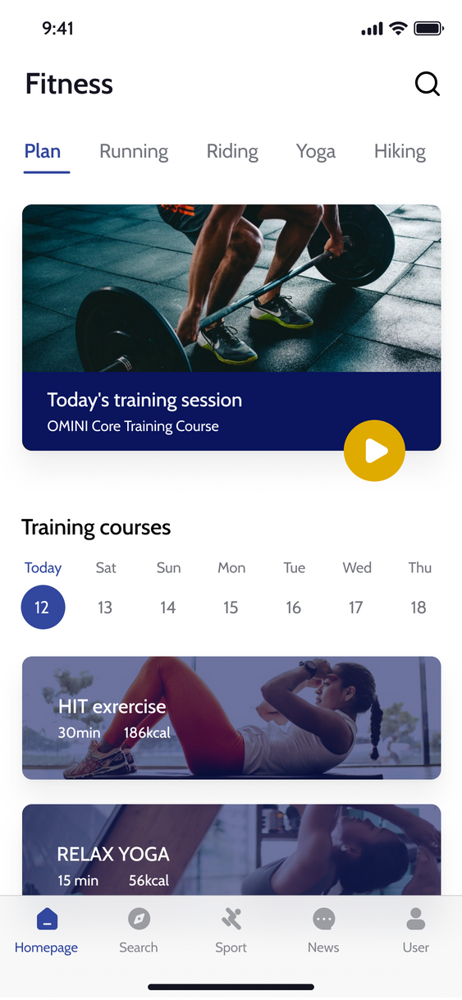 9:41
Fitness
Plan Running Riding Yoga Hiking
Today's training session
OMINI Core Training Course
Training courses
Today Sat Sun Mon Tue Wed Thu
12 13 14 15 16 17 18
HIT exrercise
30min 186kcal
RELAX YOGA
15 min 56kcal
Homepage Search Sport News User